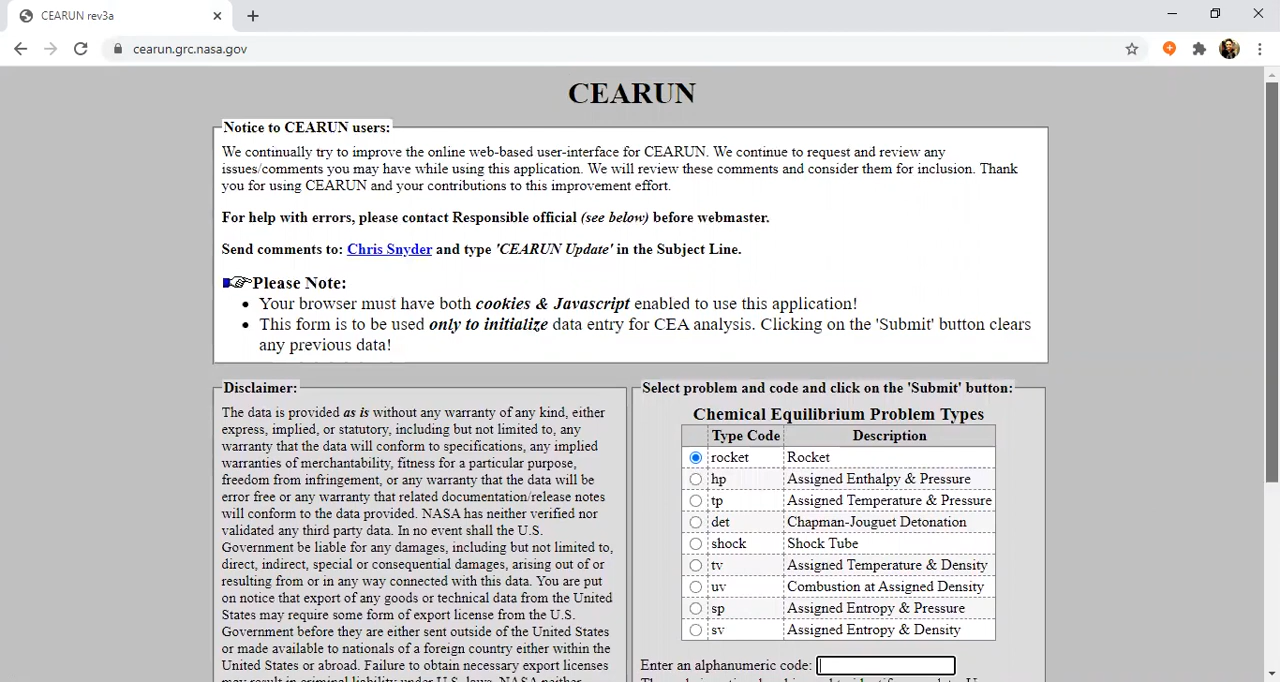 CEARUN rev3a
cearun.grc.nasa.gov
CEARUN
Notice to CEARUN users:
We continually try to improve the online web-based user-interface for CEARUN. We continue to request and review any
issues/comments you may have while using this application. We will review these comments and consider them for inclusion. Thank
you for using CEARUN and your contributions to this improvement effort.
For help with errors, please contact Responsible official (see below) before webmaster.
Send comments to: Chris Snyder and type 'CEARUN Update' in the Subject Line.
Please Note:
• Your browser must have both cookies & Javascript enabled to use this application!
• This form is to be used only to initialize data entry for CEA analysis. Clicking on the 'Submit' button clears
any previous data!
Disclaimer:
The data is provided as is without any warranty of any kind, either
express, implied, or statutory, including but not limited to, any
warranty that the data will conform to specifications, any implied
warranties of merchantability, fitness for a particular purpose,
freedom from infringement, or any warranty that the data will be
error free or any warranty that related documentation/release notes
will conform to the data provided. NASA has neither verified nor
validated any third party data. In no event shall the U.S.
Government be liable for any damages, including but not limited to,
direct, indirect, special or consequential damages, arising out of or
resulting from or in any way connected with this data. You are put
on notice that export of any goods or technical data from the United
States may require some form of export license from the U.S.
Government before they are either sent outside of the United States
or made available to nationals of a foreign country either within the
United States or abroad. Failure to obtain necessary export licenses
Select problem and code and click on the 'Submit' button:
Chemical Equilibrium Problem Types
Type Code Description
rocket Rocket
hp Assigned Enthalpy & Pressure
tp Assigned Temperature & Pressure
det Chapman-Jouguet Detonation
shock Shock Tube
tv Assigned Temperature & Density
uv Combustion at Assigned Density
sp Assigned Entropy & Pressure
sv Assigned Entropy & Density
Enter an alphanumeric code: